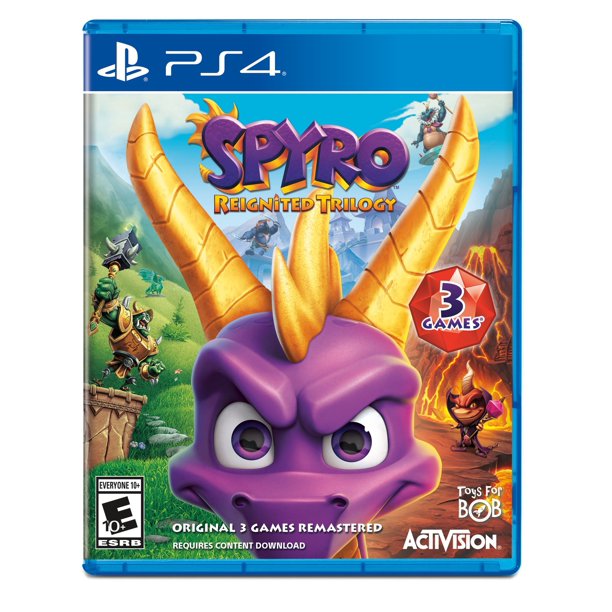 PS4
SPYRO™
REIGNITED TRILOGY
3
GAMES*
EVERYONE 10+
E
10+
ESRB
ORIGINAL 3 GAMES REMASTERED
REQUIRES CONTENT DOWNLOAD
Toys For
BOB
ACTIVISION